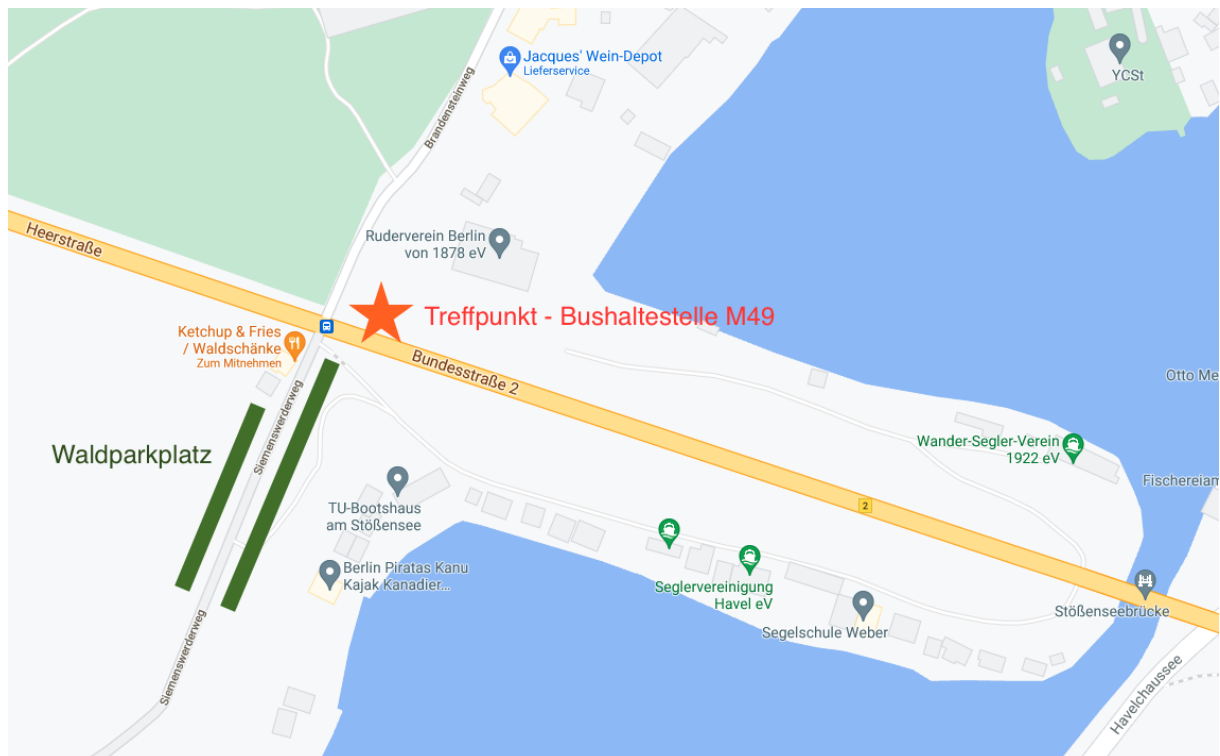 Jacques' Wein-Depot
Lieferservice
YCSt
Brandensteinweg
Heerstraße
Ruderverein Berlin
von 1878 eV
Treffpunkt - Bushaltestelle M49
Ketchup & Fries
/ Waldschänke
Zum Mitnehmen
Bundesstraße 2
Otto Me
Waldparkplatz
Siemenswerderweg
Wander-Segler-Verein
1922 eV
Fischereiam
2
TU-Bootshaus
am Stößensee
Berlin Piratas Kanu
Kajak Kanadier...
Seglervereinigung
Havel eV
Stößenseebrücke
Segelschule Weber
Siemenswerderweg
Havelchaussee